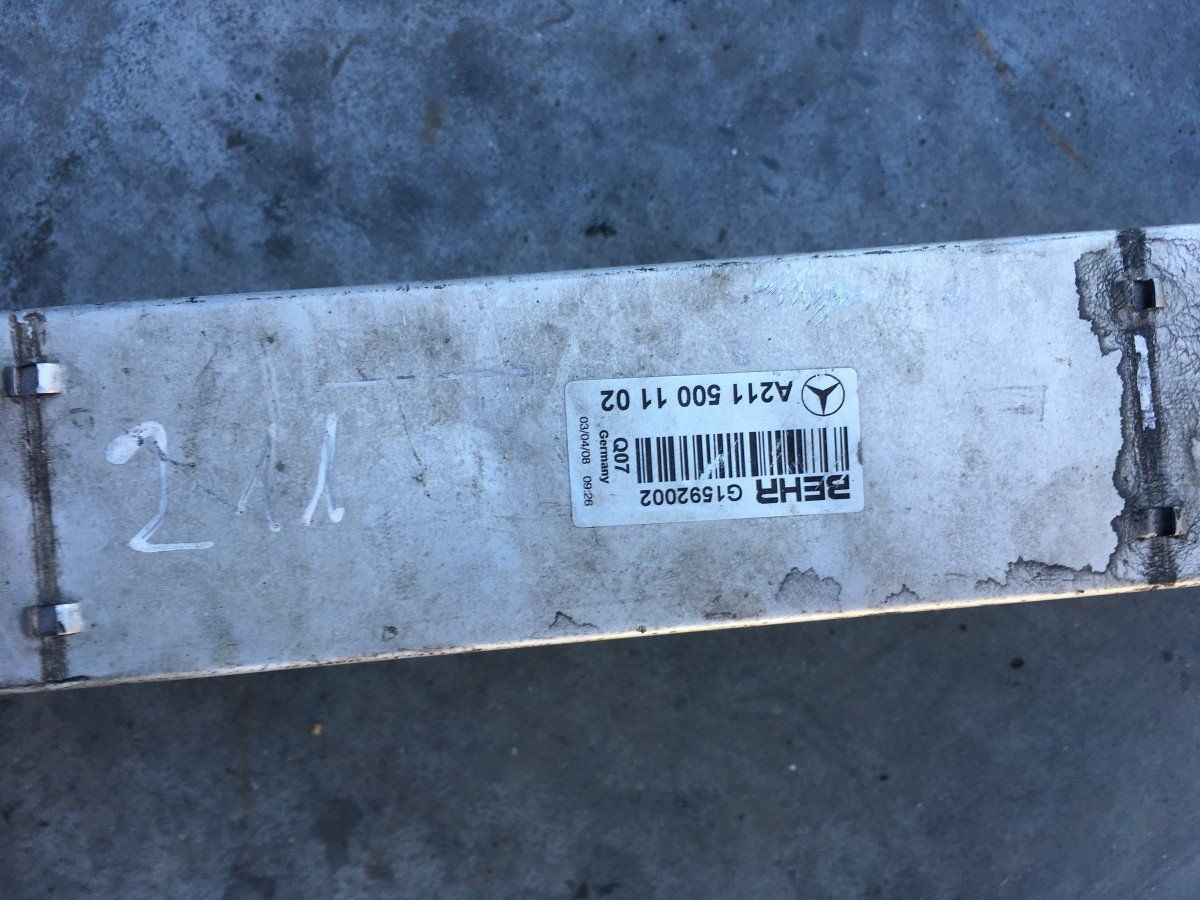 211
A211 500 11 02
BEHR G1592002
Q07
Germany
03/04/08 09:26